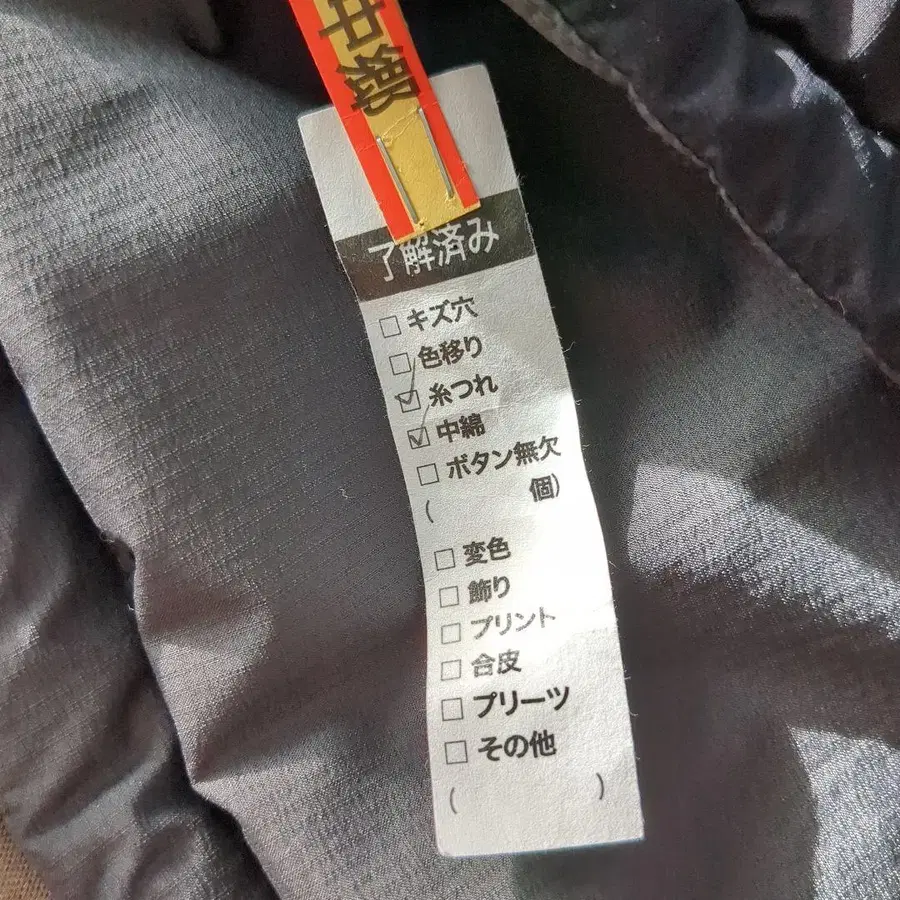 了解済み
□ キズ穴
□ 色移り
☑ 糸つれ
☑ 中綿
□ ボタン無欠
( 個)
□ 変色
□ 飾り
□ プリント
□ 合皮
□ プリーツ
□ その他
( )